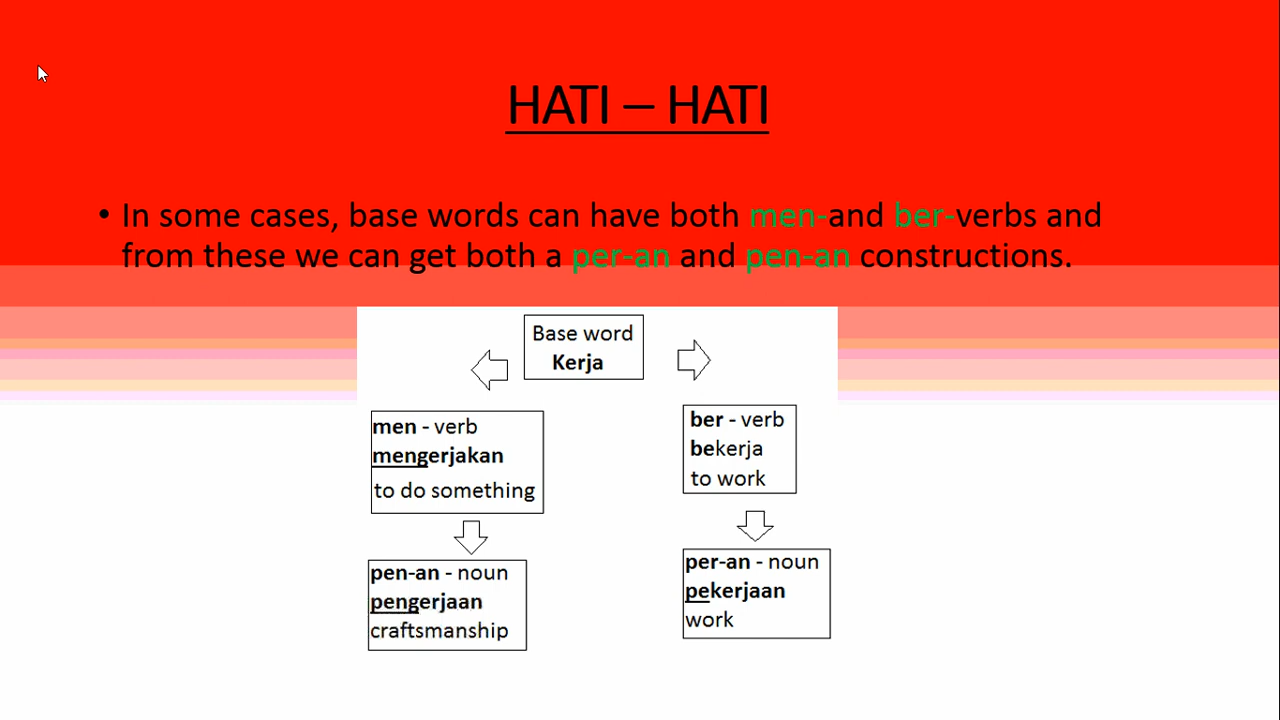 HATI – HATI
• In some cases, base words can have both men-and ber-verbs and
from these we can get both a per-an and pen-an constructions.
Base word
Kerja
men - verb
mengerjakan
to do something
ber - verb
bekerja
to work
pen-an - noun
pengerjaan
craftsmanship
per-an - noun
pekerjaan
work